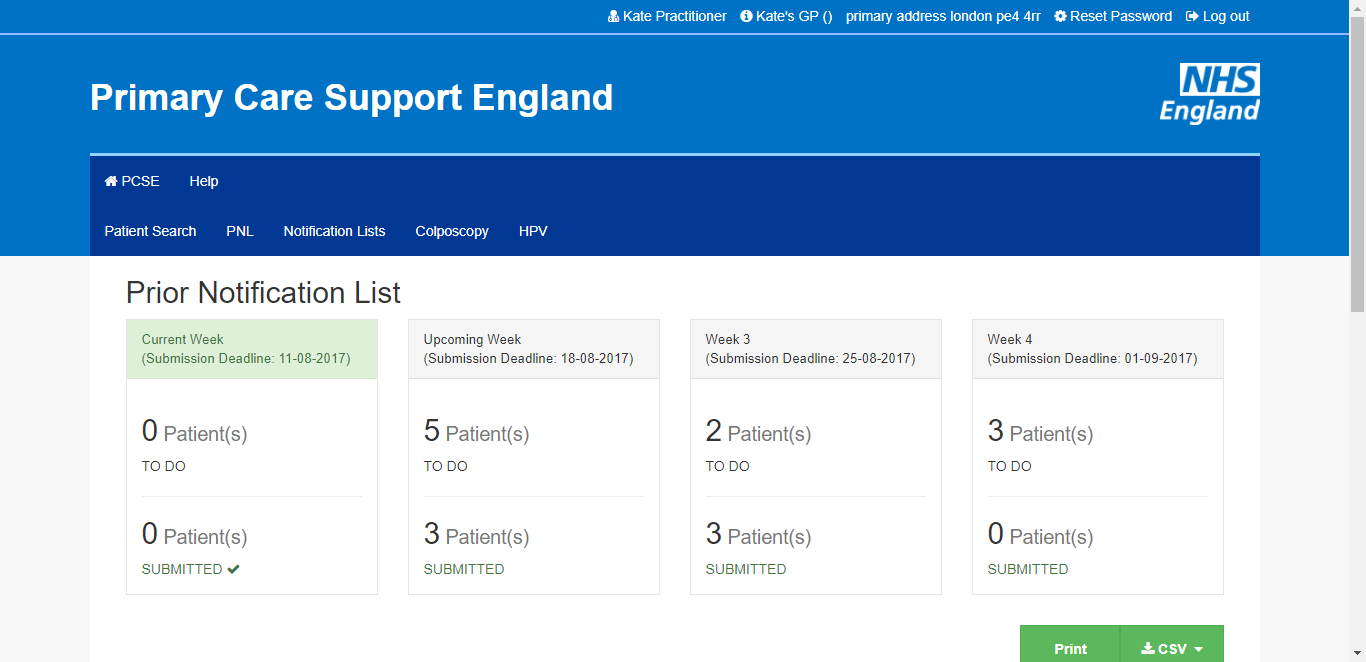 Kate Practitioner Kate's GP () primary address london pe4 4rr Reset Password Log out
Primary Care Support England
NHS
England
PCSE Help
Patient Search PNL Notification Lists Colposcopy HPV
Prior Notification List
Current Week
(Submission Deadline: 11-08-2017)
0 Patient(s)
TO DO
0 Patient(s)
SUBMITTED
Upcoming Week
(Submission Deadline: 18-08-2017)
5 Patient(s)
TO DO
3 Patient(s)
SUBMITTED
Week 3
(Submission Deadline: 25-08-2017)
2 Patient(s)
TO DO
3 Patient(s)
SUBMITTED
Week 4
(Submission Deadline: 01-09-2017)
3 Patient(s)
TO DO
0 Patient(s)
SUBMITTED
Print CSV